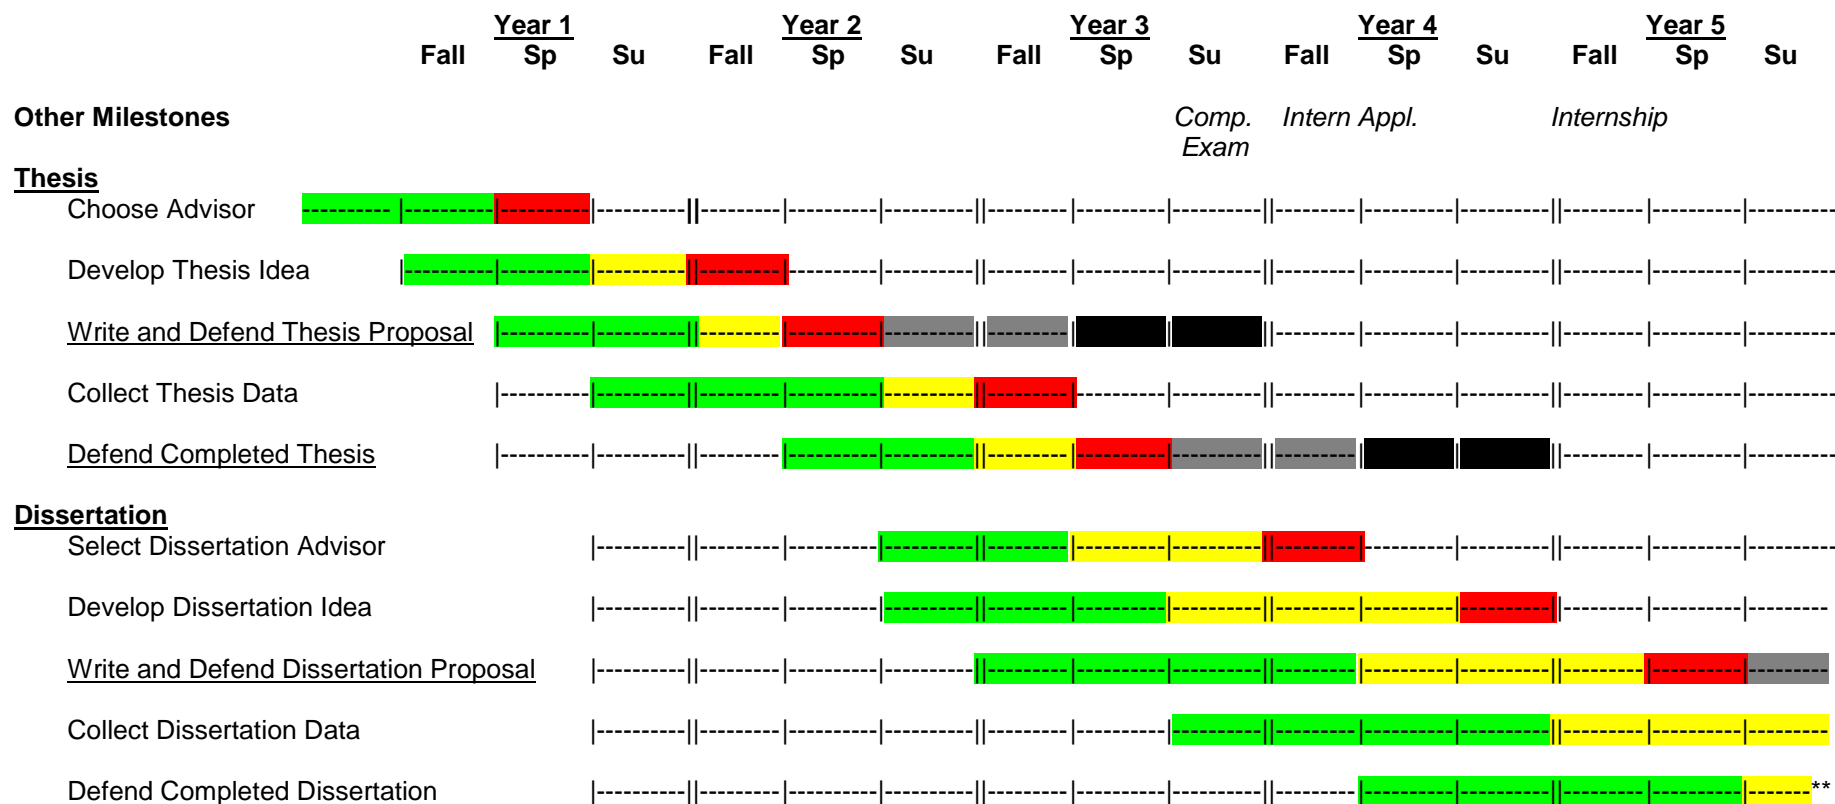 Year 1 Year 2 Year 3 Year 4 Year 5
Fall Sp Su Fall Sp Su Fall Sp Su Fall Sp Su Fall Sp Su
Other Milestones Comp. Intern Appl. Internship
Exam
Thesis
Choose Advisor ---------- |----------|----------|----------||---------|----------|---------||---------|----------|----------||---------|----------|----------||---------|----------|----------
Develop Thesis Idea |----------|----------|----------||---------|----------|---------||---------|----------|----------||---------|----------|----------||---------|----------|----------
Write and Defend Thesis Proposal |----------|----------||---------|----------|---------||---------|----------|----------||---------|----------|----------||---------|----------|----------
Collect Thesis Data |----------|----------||---------|----------|---------||---------|----------|----------||---------|----------|----------||---------|----------|----------
Defend Completed Thesis |----------|----------||---------|----------|---------||---------|----------|----------||---------|----------|----------||---------|----------|----------
Dissertation
Select Dissertation Advisor |----------||---------|----------|---------||---------|----------|----------||---------|----------|----------||---------|----------|----------
Develop Dissertation Idea |----------||---------|----------|---------||---------|----------|----------||---------|----------|----------||---------|----------|---------
Write and Defend Dissertation Proposal |----------||---------|----------|---------||---------|----------|----------||---------|----------|----------||---------|----------|---------
Collect Dissertation Data |----------||---------|----------|---------||---------|----------|----------||---------|----------|----------||---------|----------|---------
Defend Completed Dissertation |----------||---------|----------|---------||---------|----------|----------||---------|----------|----------||---------|----------|-------**